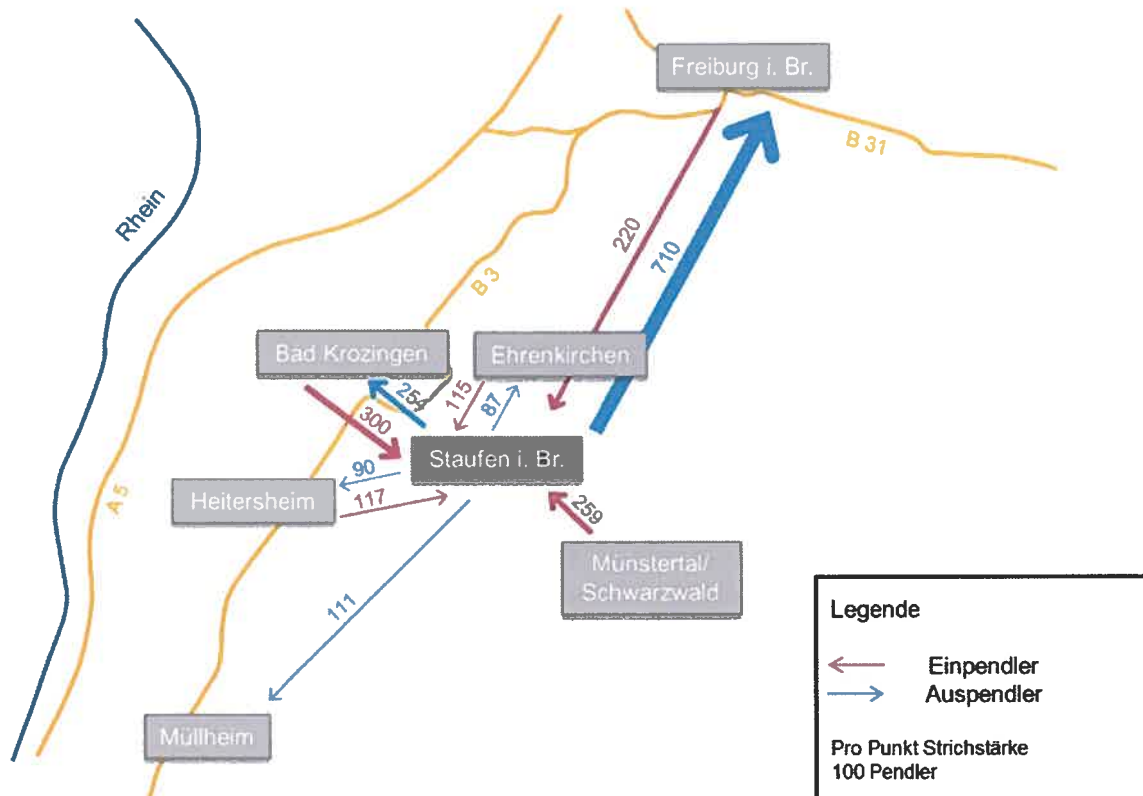 Freiburg i. Br.
B 31
Rhein
220
710
B 3
Bad Krozingen
Ehrenkirchen
254
115
87
300
Staufen i. Br.
90
Heitersheim
117
A 5
259
Münstertal/
Schwarzwald
111
Müllheim
Legende
Einpendler
Auspendler
Pro Punkt Strichstärke
100 Pendler